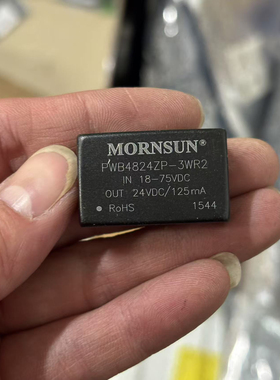 MORNSUN®
PWB4824ZP-3WR2
IN 18-75VDC
OUT 24VDC/125mA
RoHS 1544